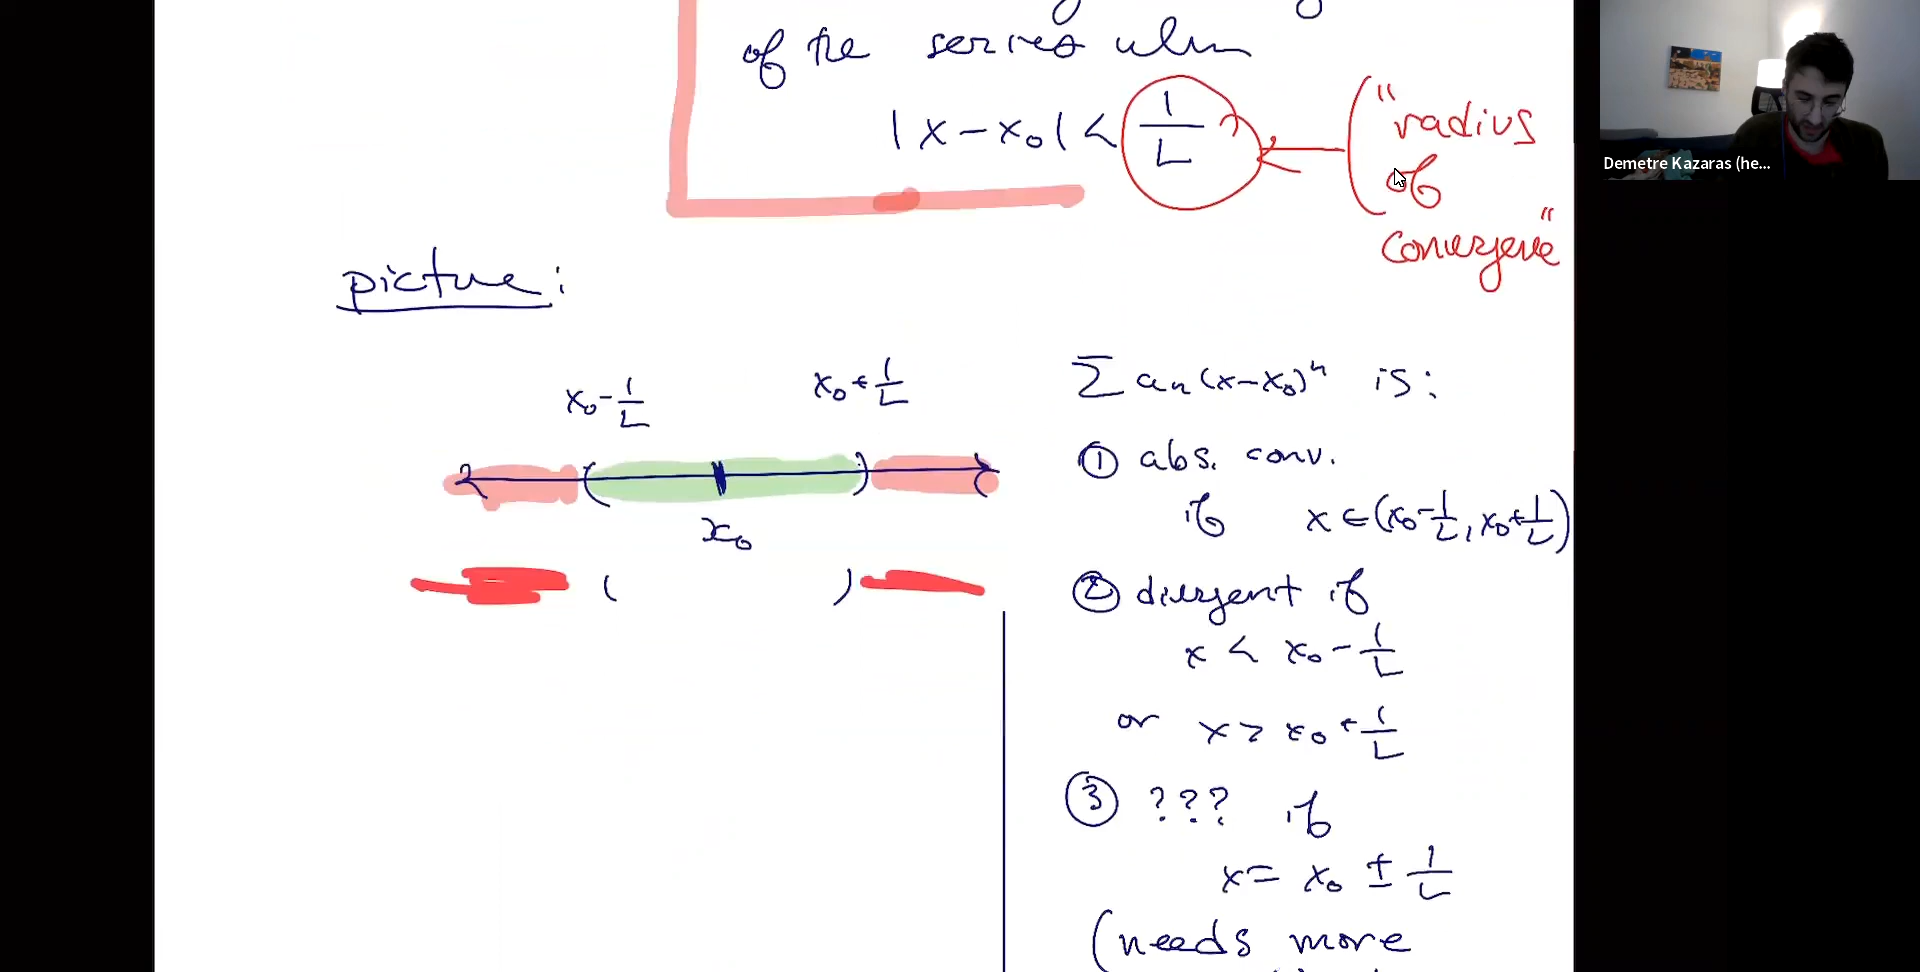 of the series when
|x-x₀| < 1/L
"radius
of
convergence"
picture:
x₀-1/L
x₀+1/L
x₀
( )
Σ aₙ(x-x₀)ⁿ is:
① abs. conv.
if x ∈ (x₀-1/L, x₀+1/L)
② divergent if
x < x₀-1/L
or x > x₀+1/L
③ ??? if
x = x₀ ± 1/L
(needs more
Demetre Kazaras (he...